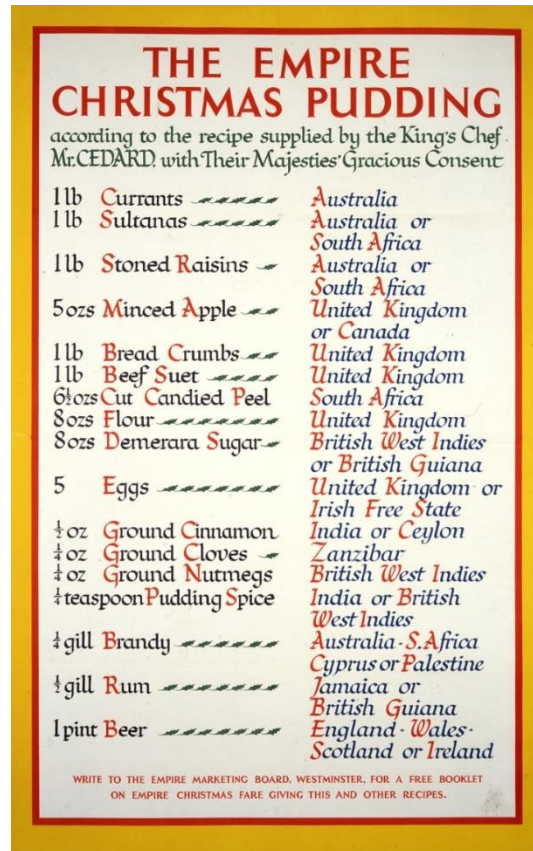 THE EMPIRE
CHRISTMAS PUDDING
according to the recipe supplied by the King's Chef
Mr. CEDARD, with Their Majesties' Gracious Consent
1 lb Currants Australia
1 lb Sultanas Australia or
South Africa
1 lb Stoned Raisins Australia or
South Africa
5 ozs Minced Apple United Kingdom
or Canada
1 lb Bread Crumbs United Kingdom
1 lb Beef Suet United Kingdom
6½ ozs Cut Candied Peel South Africa
8 ozs Flour United Kingdom
8 ozs Demerara Sugar British West Indies
or British Guiana
5 Eggs United Kingdom or
Irish Free State
½ oz Ground Cinnamon India or Ceylon
¼ oz Ground Cloves Zanzibar
¼ oz Ground Nutmegs British West Indies
¼ teaspoon Pudding Spice India or British
West Indies
¼ gill Brandy Australia · S. Africa
Cyprus or Palestine
½ gill Rum Jamaica or
British Guiana
1 pint Beer England · Wales ·
Scotland or Ireland
WRITE TO THE EMPIRE MARKETING BOARD, WESTMINSTER, FOR A FREE BOOKLET
ON EMPIRE CHRISTMAS FARE GIVING THIS AND OTHER RECIPES.